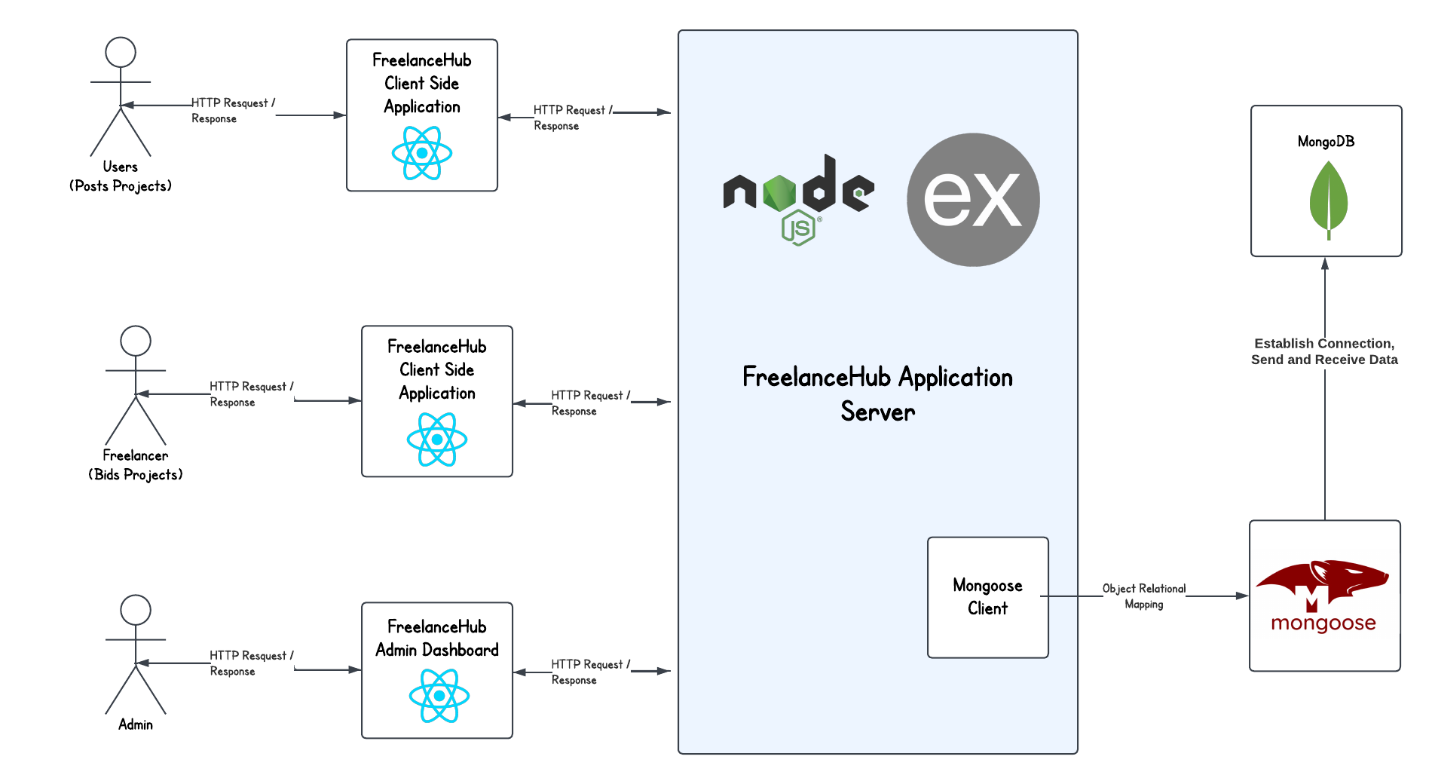 FreelanceHub
Client Side
Application
HTTP Resquest /
Response
HTTP Request /
Response
Users
(Posts Projects)
node
JS
®
ex
MongoDB
FreelanceHub
Client Side
Application
HTTP Resquest /
Response
HTTP Request /
Response
Freelancer
(Bids Projects)
FreelanceHub Application
Server
Establish Connection,
Send and Receive Data
FreelanceHub
Admin Dashboard
HTTP Resquest /
Response
HTTP Request /
Response
Admin
Mongoose
Client
Object Relational
Mapping
M
mongoose